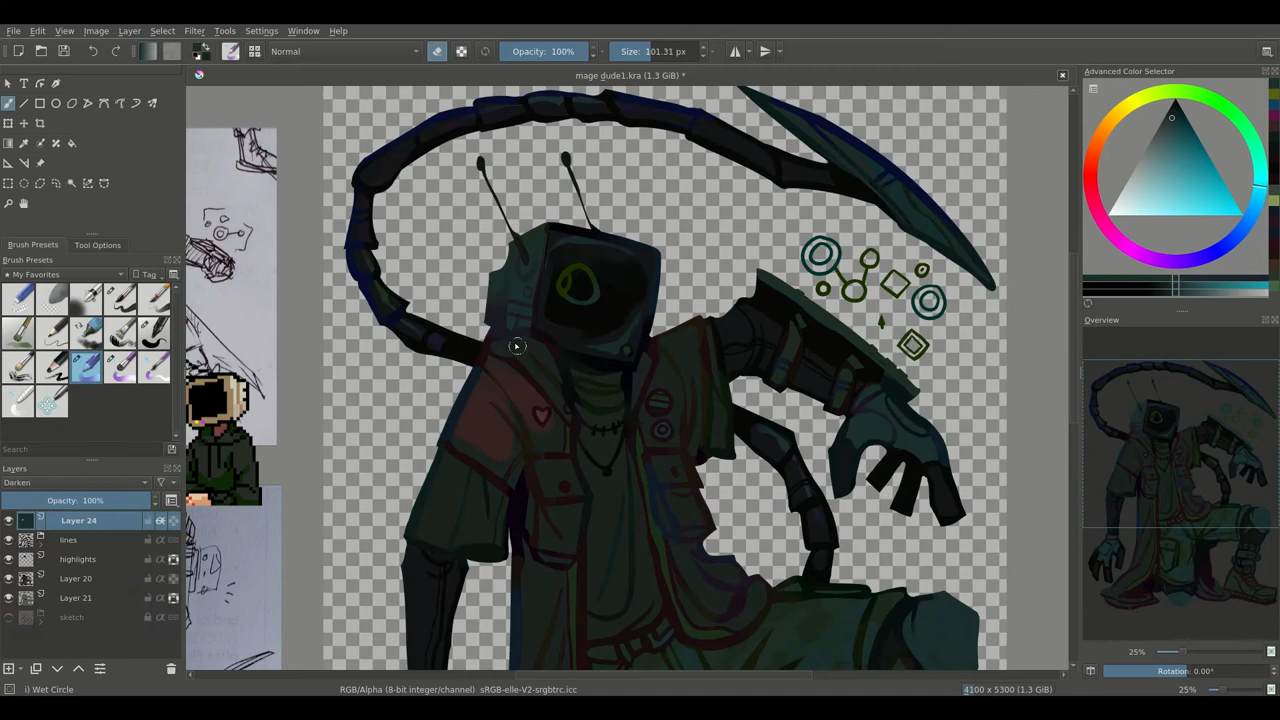 File Edit View Image Layer Select Filter Tools Settings Window Help
Normal Opacity: 100% Size: 101.31 px
mage dude1.kra (1.3 GiB) *
Advanced Color Selector
Brush Presets Tool Options
My Favorites Tag
Search
Layers
Darken
Opacity: 100%
Layer 24
lines
highlights
Layer 20
Layer 21
sketch
Overview
25%
Rotation: 0.00°
i) Wet Circle
RGB/Alpha (8-bit integer/channel) sRGB-elle-V2-srgbtrc.icc
4100 x 5300 (1.3 GiB)
25%